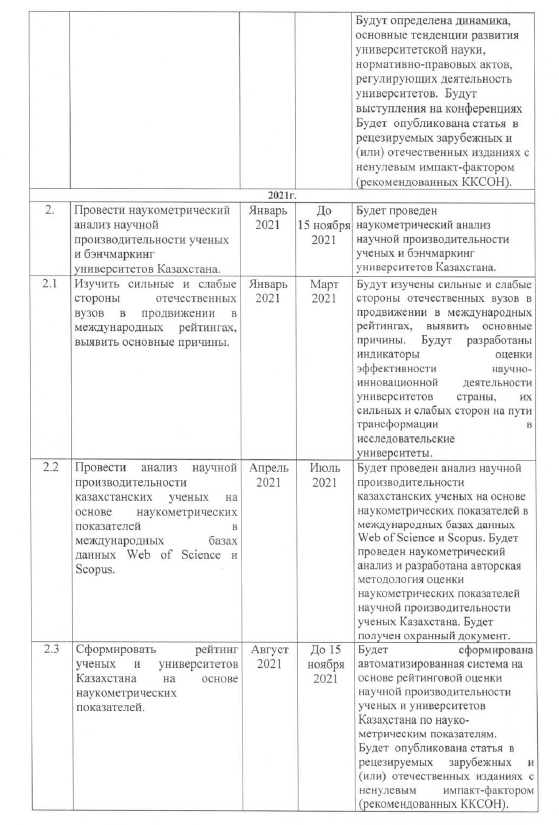 Будут определена динамика,
основные тенденции развития
университетской науки,
нормативно-правовых актов,
регулирующих деятельность
университетов. Будут
выступления на конференциях
Будет опубликована статья в
рецезируемых зарубежных и
(или) отечественных изданиях с
ненулевым импакт-фактором
(рекомендованных ККСОН).
2021г.
2.
Провести наукометрический
анализ научной
производительности ученых
и бэнчмаркинг
университетов Казахстана.
Январь
2021
До
15 ноября
2021
Будет проведен
наукометрический анализ
научной производительности
ученых и бэнчмаркинг
университетов Казахстана.
2.1
Изучить сильные и слабые
стороны отечественных
вузов в продвижении в
международных рейтингах,
выявить основные причины.
Январь
2021
Март
2021
Будут изучены сильные и слабые
стороны отечественных вузов в
продвижении в международных
рейтингах, выявить основные
причины. Будут разработаны
индикаторы оценки
эффективности научно-
инновационной деятельности
университетов страны, их
сильных и слабых сторон на пути
трансформации в
исследовательские
университеты.
2.2
Провести анализ научной
производительности
казахстанских ученых на
основе наукометрических
показателей в
международных базах
данных Web of Science и
Scopus.
Апрель
2021
Июль
2021
Будет проведен анализ научной
производительности
казахстанских ученых на основе
наукометрических показателей в
международных базах данных
Web of Science и Scopus. Будет
проведен наукометрический
анализ и разработана авторская
методология оценки
наукометрических показателей
научной производительности
ученых Казахстана. Будет
получен охранный документ.
2.3
Сформировать рейтинг
ученых и университетов
Казахстана на основе
наукометрических
показателей.
Август
2021
До 15
ноября
2021
Будет сформирована
автоматизированная система на
основе рейтинговой оценки
научной производительности
ученых и университетов
Казахстана по науко-
метрическим показателям.
Будет опубликована статья в
рецезируемых зарубежных и
(или) отечественных изданиях с
ненулевым импакт-фактором
(рекомендованных ККСОН).